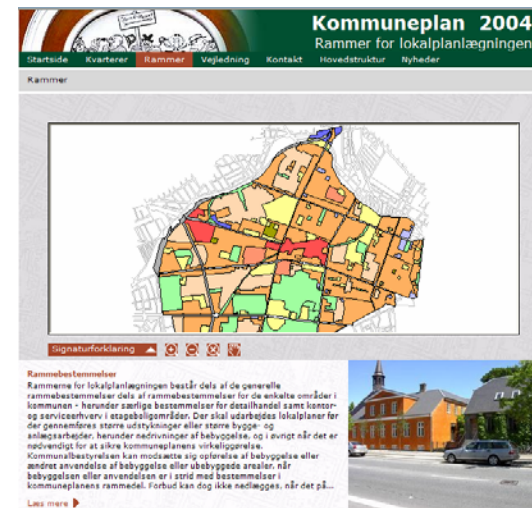 Kommuneplan 2004
Rammer for lokalplanlægningen
Startside Kvarterer Rammer Vejledning Kontakt Hovedstruktur Nyheder
Rammer
Signaturforklaring
Rammebestemmelser
Rammerne for lokalplanlægningen består dels af de generelle
rammebestemmelser dels af rammebestemmelser for de enkelte områder i
kommunen - herunder særlige bestemmelser for detailhandel samt kontor-
og serviceerhverv i etageboligområder. Der skal udarbejdes lokalplaner før
der gennemføres større udstykninger eller større bygge- og
anlægsarbejder, herunder nedrivninger af bebyggelse, og i øvrigt når det er
nødvendigt for at sikre kommuneplanens virkeliggørelse.
Kommunalbestyrelsen kan modsætte sig opførelse af bebyggelse eller
ændret anvendelse af bebyggelse eller ubebyggede arealer, når
bebyggelsen eller anvendelsen er i strid med bestemmelser i
kommuneplanens rammedel. Forbud kan dog ikke nedlægges, når det på...
Læs mere